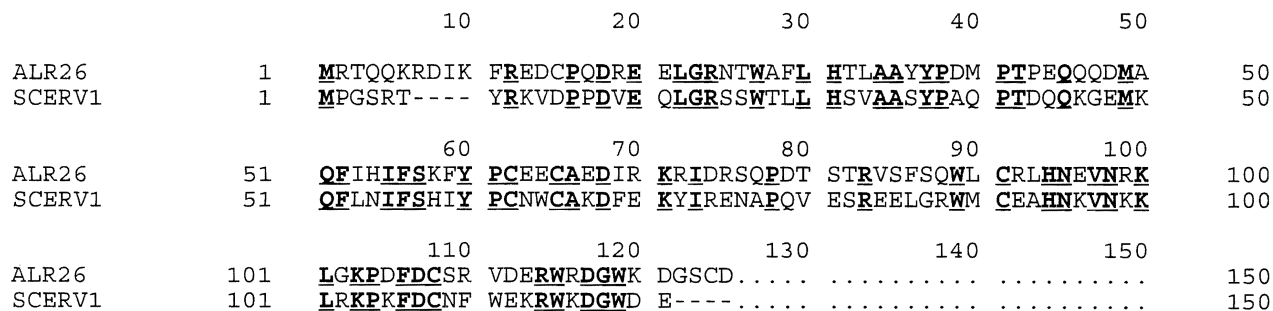 10 20 30 40 50
ALR26 1 MRTQQKRDIK FREDCPQDRE ELGRNTWAFL HTLAAYYPDM PTPEQQQDMA 50
SCERV1 1 MPGSRT---- YRKVDPPDVE QLGRSSWTLL HSVAASYPAQ PTDQQKGEMK 50
60 70 80 90 100
ALR26 51 QFIHIFSKFY PCEECAEDIR KRIDRSQPDT STRVSFSQWL CRLHNEVNRK 100
SCERV1 51 QFLNIFSHIY PCNWCAKDFE KYIRENAPQV ESREELGRWM CEAHNKVNKK 100
110 120 130 140 150
ALR26 101 LGKPDFDCSR VDERWRDGWK DGSCD..... .......... .......... 150
SCERV1 101 LRKPKFDCNF WEKRWKDGWD E----..... .......... .......... 150